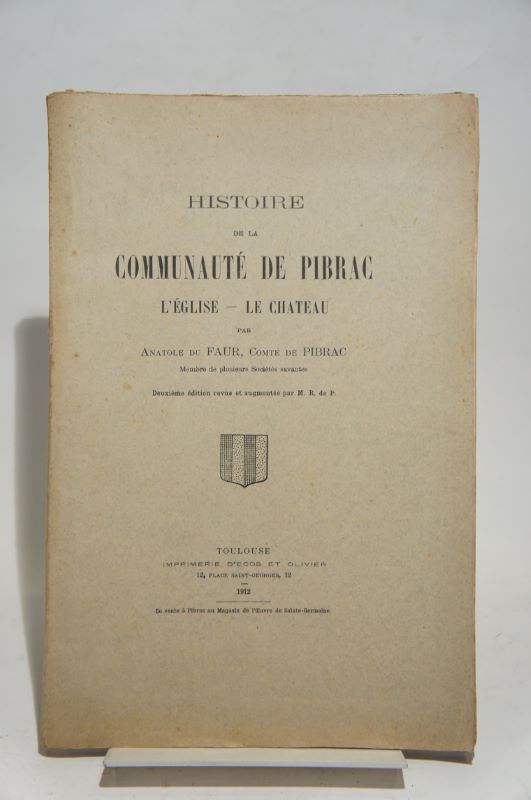 HISTOIRE
DE LA
COMMUNAUTÉ DE PIBRAC
L'ÉGLISE — LE CHATEAU
PAR
ANATOLE DU FAUR, COMTE DE PIBRAC
Membre de plusieurs Sociétés savantes
Deuxième édition revue et augmentée par M. R. de P.
TOULOUSE
IMPRIMERIE D'ECOS ET OLIVIER
12, PLACE SAINT-GEORGES, 12
1912
En vente à Pibrac au Magasin de l'Œuvre de Sainte-Germaine.